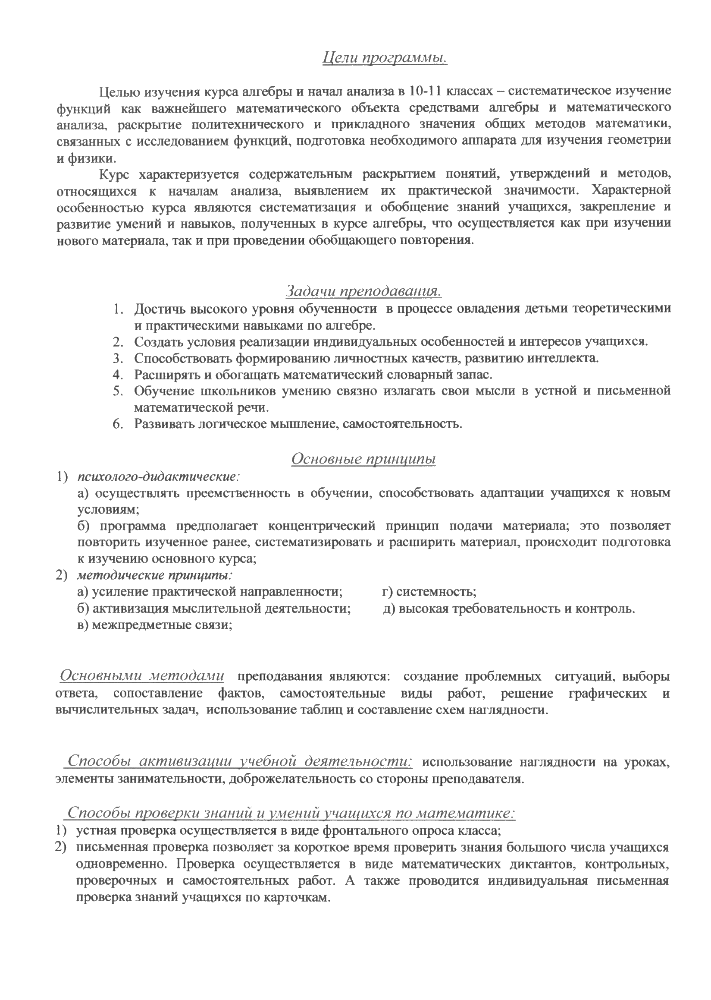 Цели программы.
Целью изучения курса алгебры и начал анализа в 10-11 классах – систематическое изучение
функций как важнейшего математического объекта средствами алгебры и математического
анализа, раскрытие политехнического и прикладного значения общих методов математики,
связанных с исследованием функций, подготовка необходимого аппарата для изучения геометрии
и физики.
Курс характеризуется содержательным раскрытием понятий, утверждений и методов,
относящихся к началам анализа, выявлением их практической значимости. Характерной
особенностью курса являются систематизация и обобщение знаний учащихся, закрепление и
развитие умений и навыков, полученных в курсе алгебры, что осуществляется как при изучении
нового материала, так и при проведении обобщающего повторения.
Задачи преподавания.
1. Достичь высокого уровня обученности в процессе овладения детьми теоретическими
и практическими навыками по алгебре.
2. Создать условия реализации индивидуальных особенностей и интересов учащихся.
3. Способствовать формированию личностных качеств, развитию интеллекта.
4. Расширять и обогащать математический словарный запас.
5. Обучение школьников умению связно излагать свои мысли в устной и письменной
математической речи.
6. Развивать логическое мышление, самостоятельность.
Основные принципы
1) психолого-дидактические:
а) осуществлять преемственность в обучении, способствовать адаптации учащихся к новым
условиям;
б) программа предполагает концентрический принцип подачи материала; это позволяет
повторить изученное ранее, систематизировать и расширить материал, происходит подготовка
к изучению основного курса;
2) методические принципы:
а) усиление практической направленности; г) системность;
б) активизация мыслительной деятельности; д) высокая требовательность и контроль.
в) межпредметные связи;
Основными методами преподавания являются: создание проблемных ситуаций, выборы
ответа, сопоставление фактов, самостоятельные виды работ, решение графических и
вычислительных задач, использование таблиц и составление схем наглядности.
Способы активизации учебной деятельности: использование наглядности на уроках,
элементы занимательности, доброжелательность со стороны преподавателя.
Способы проверки знаний и умений учащихся по математике:
1) устная проверка осуществляется в виде фронтального опроса класса;
2) письменная проверка позволяет за короткое время проверить знания большого числа учащихся
одновременно. Проверка осуществляется в виде математических диктантов, контрольных,
проверочных и самостоятельных работ. А также проводится индивидуальная письменная
проверка знаний учащихся по карточкам.